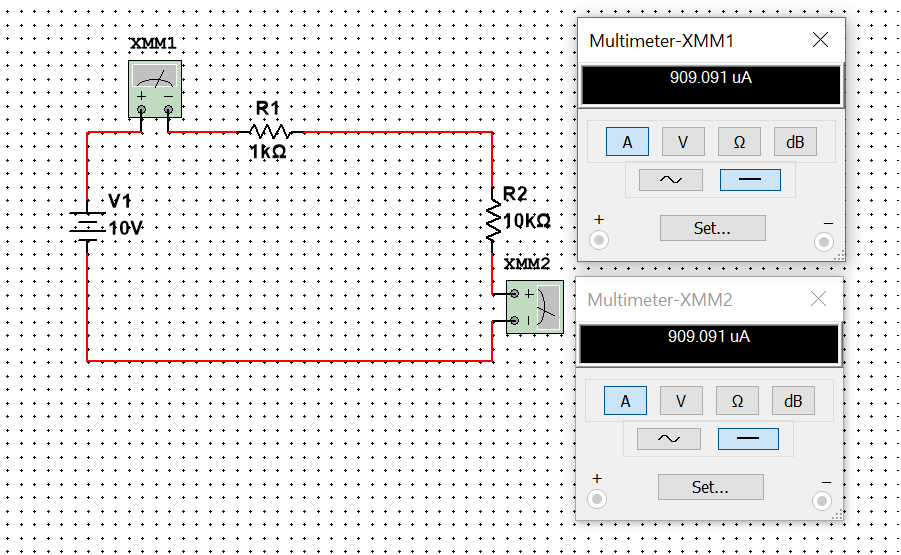 XMM1
+ −
R1
1kΩ
V1
10V
R2
10KΩ
XMM2
+
−
Multimeter-XMM1
909.091 uA
A V Ω dB
Set...
+ −
Multimeter-XMM2
909.091 uA
A V Ω dB
Set...
+ −